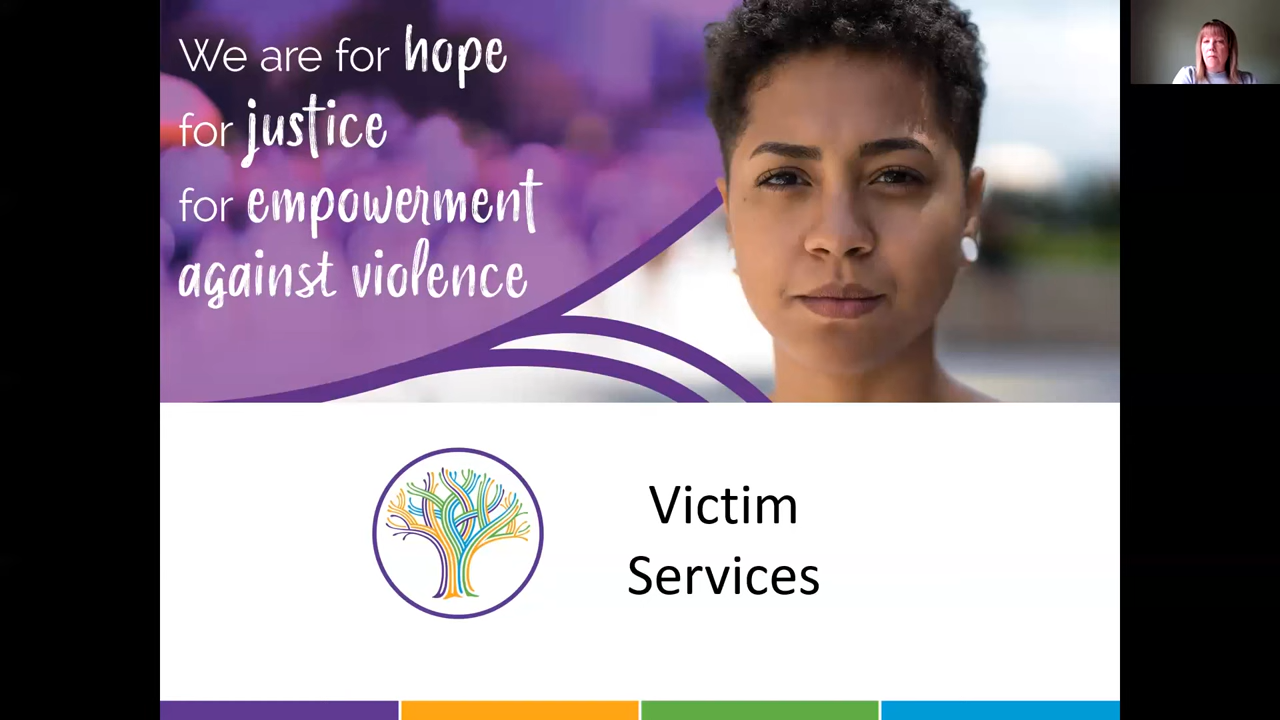 We are for hope
for justice
for empowerment
against violence
Victim
Services